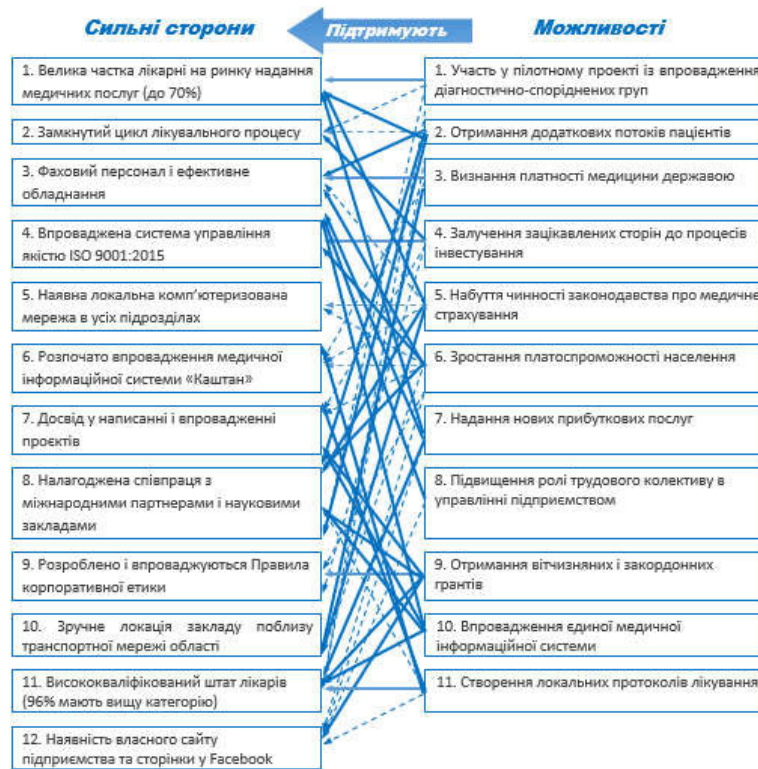 Сильні сторони
Підтримують
Можливості
1. Велика частка лікарні на ринку надання
медичних послуг (до 70%)
2. Замкнутий цикл лікувального процесу
3. Фаховий персонал і ефективне
обладнання
4. Впроваджена система управління
якістю ISO 9001:2015
5. Наявна локальна комп’ютеризована
мережа в усіх підрозділах
6. Розпочато впровадження медичної
інформаційної системи «Каштан»
7. Досвід у написанні і впровадженні
проєктів
8. Налагоджена співпраця з
міжнародними партнерами і науковими
закладами
9. Розроблено і впроваджуються Правила
корпоративної етики
10. Зручне локація закладу поблизу
транспортної мережі області
11. Висококваліфікований штат лікарів
(96% мають вищу категорію)
12. Наявність власного сайту
підприємства та сторінки у Facebook
1. Участь у пілотному проекті із впровадження
діагностично-споріднених груп
2. Отримання додаткових потоків пацієнтів
3. Визнання платності медицини державою
4. Залучення зацікавлених сторін до процесів
інвестування
5. Набуття чинності законодавства про медичне
страхування
6. Зростання платоспроможності населення
7. Надання нових прибуткових послуг
8. Підвищення ролі трудового колективу в
управлінні підприємством
9. Отримання вітчизняних і закордонних
грантів
10. Впровадження єдиної медичної
інформаційної системи
11. Створення локальних протоколів лікування